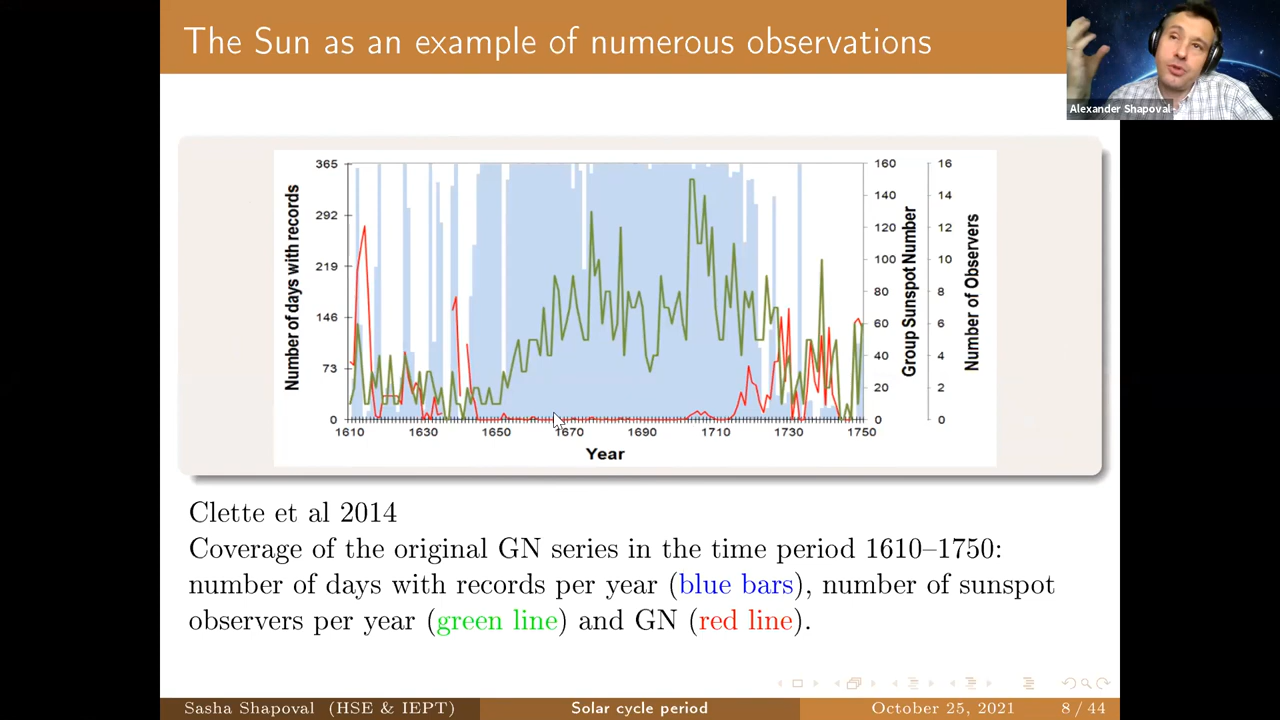 The Sun as an example of numerous observations
Alexander Shapoval
365
292
219
146
73
0
Number of days with records
160
140
120
100
80
60
40
20
0
Group Sunspot Number
16
14
12
10
8
6
4
2
0
Number of Observers
1610 1630 1650 1670 1690 1710 1730 1750
Year
Clette et al 2014
Coverage of the original GN series in the time period 1610–1750:
number of days with records per year (blue bars), number of sunspot
observers per year (green line) and GN (red line).
Sasha Shapoval (HSE & IEPT) Solar cycle period October 25, 2021 8 / 44